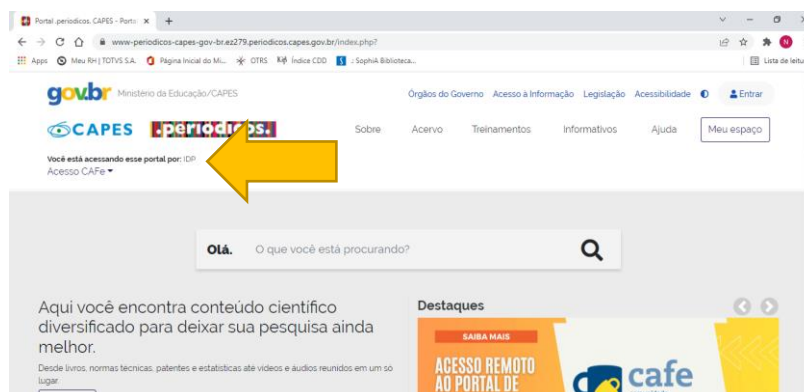 Portal .periodicos. CAPES - Porta
www-periodicos-capes-gov-br.ez279.periodicos.capes.gov.br/index.php?
Apps Meu RH | TOTVS S.A. Página Inicial do Mi... OTRS Índice CDD .: SophiA Biblioteca... Lista de leitu
gov.br Ministério da Educação/CAPES Órgãos do Governo Acesso à Informação Legislação Acessibilidade Entrar
CAPES .periodicos. Sobre Acervo Treinamentos Informativos Ajuda Meu espaço
Você está acessando esse portal por: IDP
Acesso CAFe
Olá. O que você está procurando?
Aqui você encontra conteúdo científico
diversificado para deixar sua pesquisa ainda
melhor.
Desde livros, normas técnicas, patentes e estatísticas até vídeos e áudios reunidos em um só
lugar.
Destaques
SAIBA MAIS
ACESSO REMOTO
AO PORTAL DE
cafe